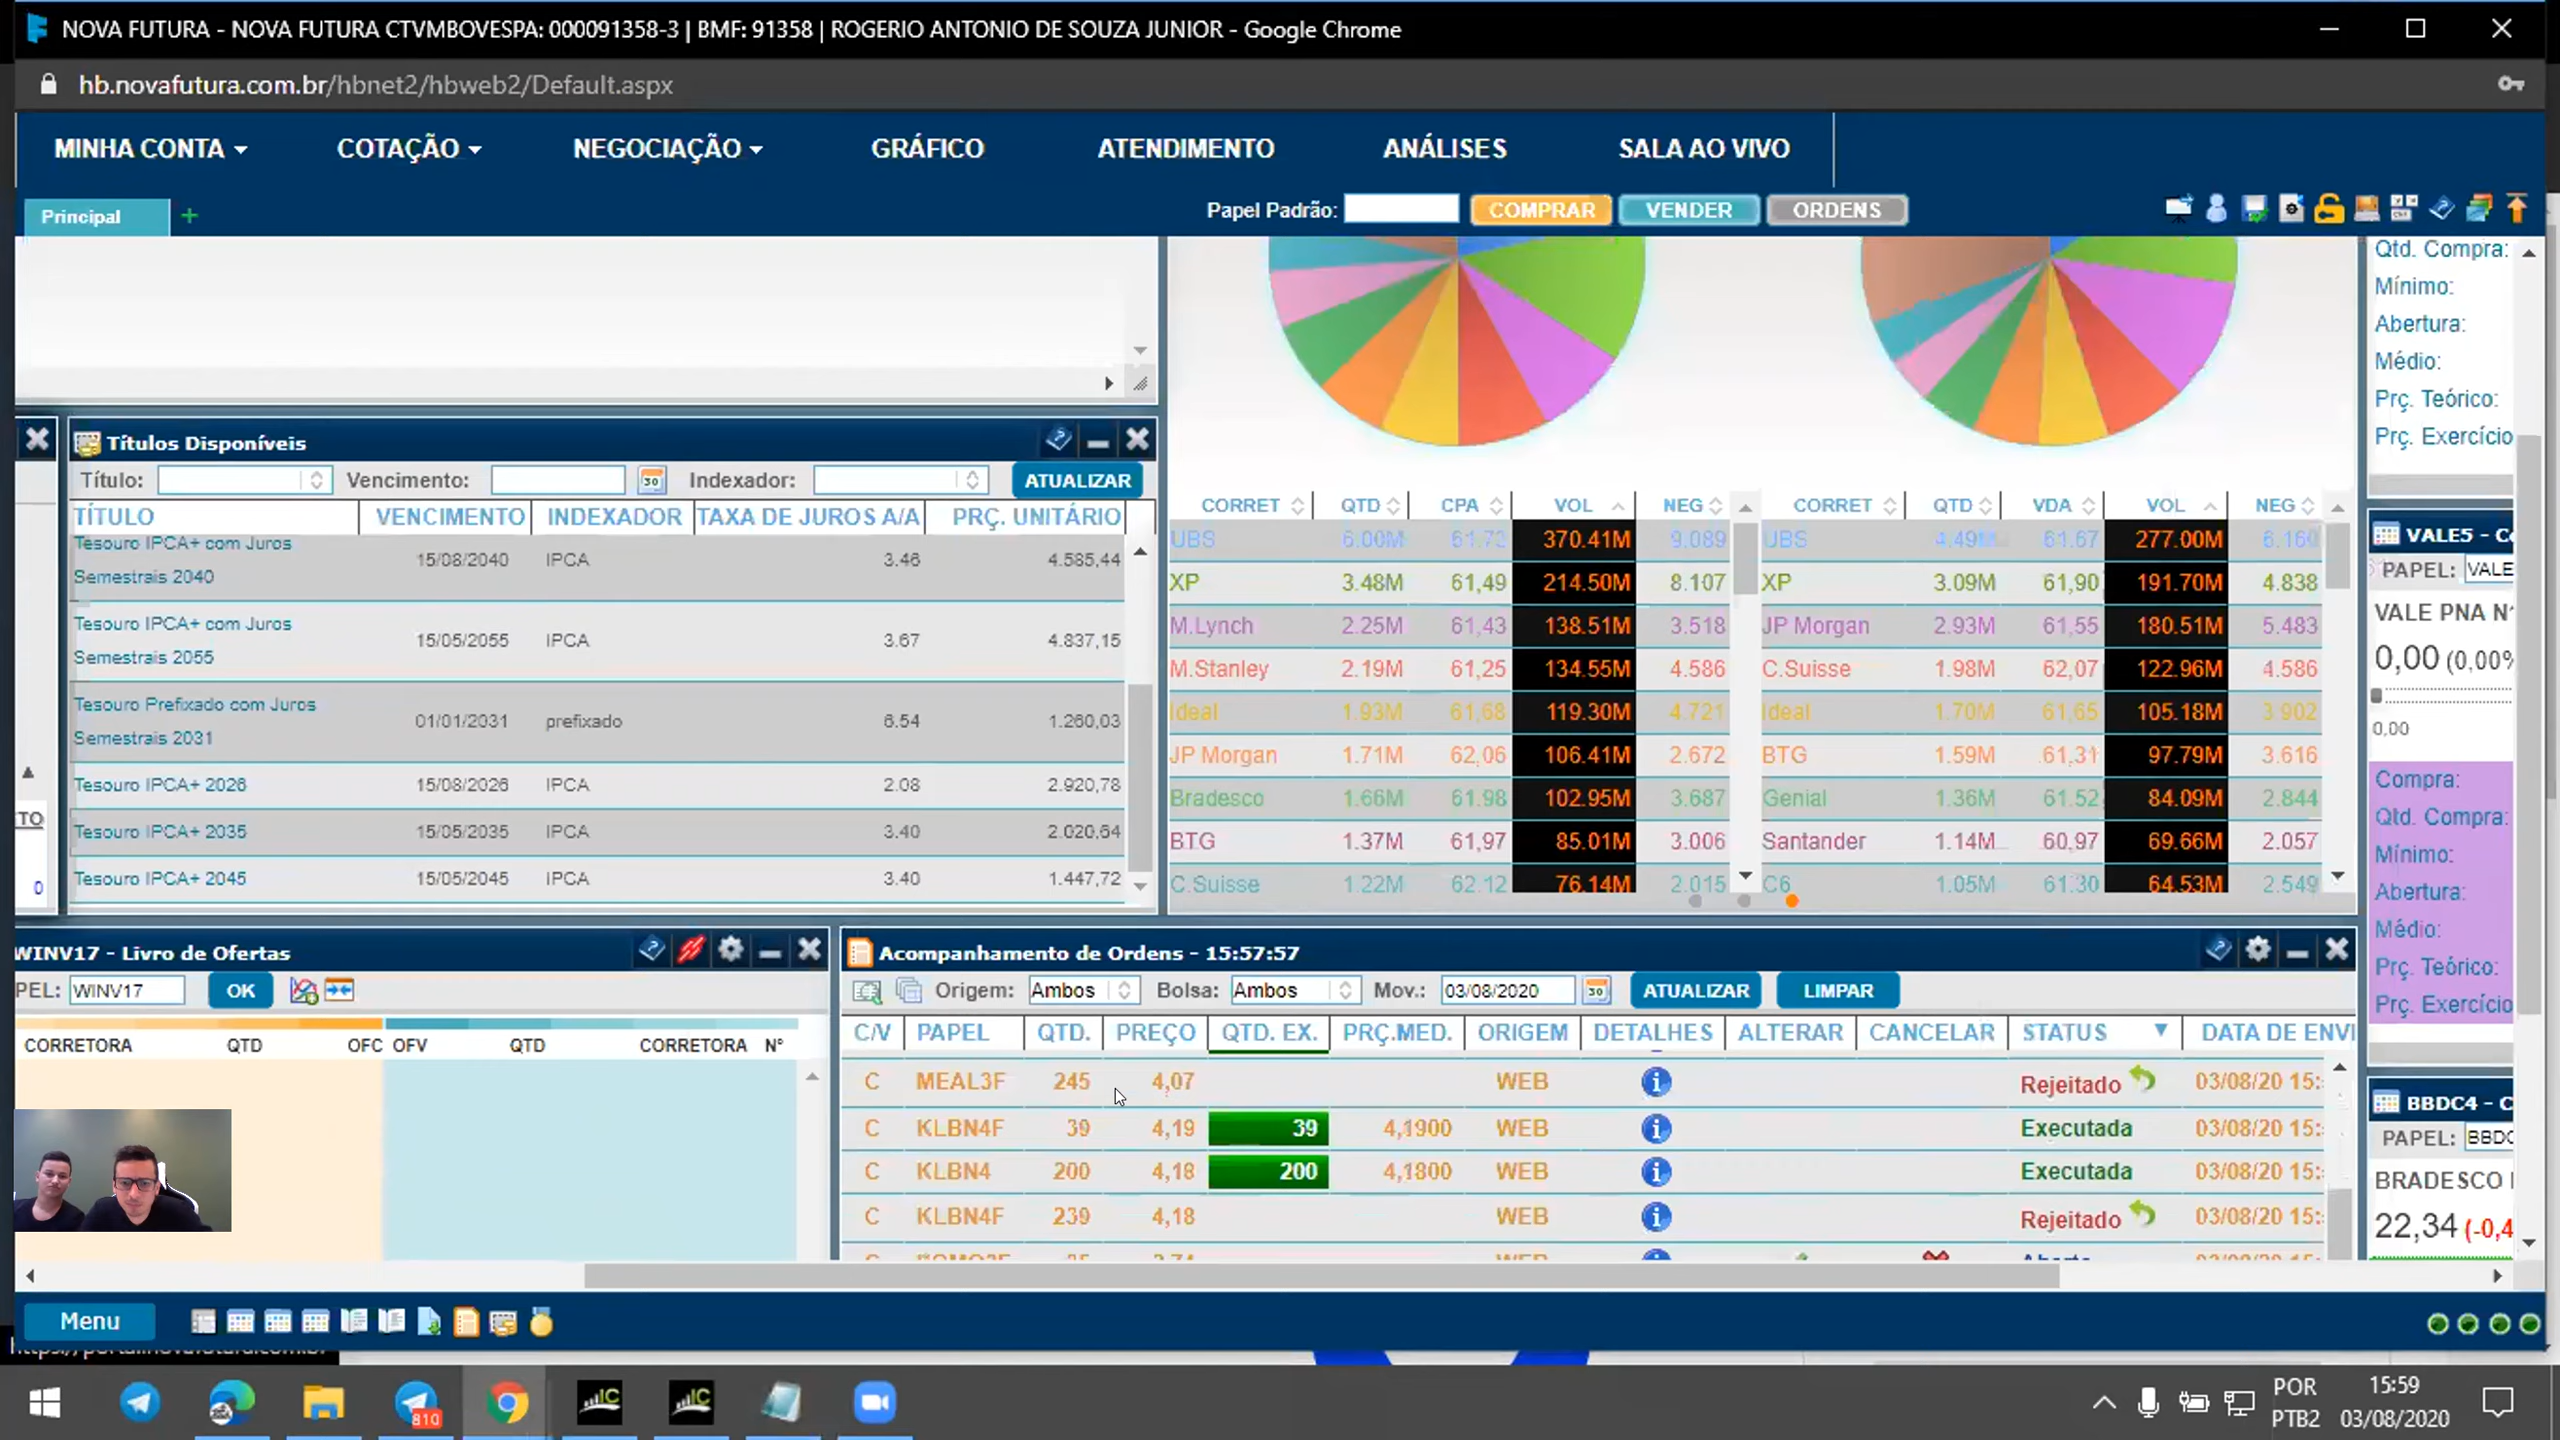 NOVA FUTURA - NOVA FUTURA CTVMBOVESPA: 000091358-3 | BMF: 91358 | ROGERIO ANTONIO DE SOUZA JUNIOR - Google Chrome
hb.novafutura.com.br/hbnet2/hbweb2/Default.aspx
MINHA CONTA COTAÇÃO NEGOCIAÇÃO GRÁFICO ATENDIMENTO ANÁLISES SALA AO VIVO
Principal + Papel Padrão: COMPRAR VENDER ORDENS
Qtd. Compra:
Mínimo:
Abertura:
Médio:
Prç. Teórico:
Prç. Exercício
Títulos Disponíveis
Título: Vencimento: 30 Indexador: ATUALIZAR
TÍTULO VENCIMENTO INDEXADOR TAXA DE JUROS A/A PRÇ. UNITÁRIO
Tesouro IPCA+ com Juros
Semestrais 2040 15/08/2040 IPCA 3.46 4.585,44
Tesouro IPCA+ com Juros
Semestrais 2055 15/05/2055 IPCA 3.67 4.837,15
Tesouro Prefixado com Juros
Semestrais 2031 01/01/2031 prefixado 6.54 1.260,03
Tesouro IPCA+ 2026 15/08/2026 IPCA 2.08 2.920,78
Tesouro IPCA+ 2035 15/05/2035 IPCA 3.40 2.020,64
Tesouro IPCA+ 2045 15/05/2045 IPCA 3.40 1.447,72
TO
0
CORRET QTD CPA VOL NEG CORRET QTD VDA VOL NEG
UBS 6.00M 61,73 370.41M 9.089 UBS 4.49M 61,67 277.00M 6.160
XP 3.48M 61,49 214.50M 8.107 XP 3.09M 61,90 191.70M 4.838
M.Lynch 2.25M 61,43 138.51M 3.518 JP Morgan 2.93M 61,55 180.51M 5.483
M.Stanley 2.19M 61,25 134.55M 4.586 C.Suisse 1.98M 62,07 122.96M 4.586
Ideal 1.93M 61,68 119.30M 4.721 Ideal 1.70M 61,65 105.18M 3.902
JP Morgan 1.71M 62,06 106.41M 2.672 BTG 1.59M 61,31 97.79M 3.616
Bradesco 1.66M 61,98 102.95M 3.687 Genial 1.36M 61,52 84.09M 2.844
BTG 1.37M 61,97 85.01M 3.006 Santander 1.14M 60,97 69.66M 2.057
C.Suisse 1.22M 62,12 76.14M 2.015 C6 1.05M 61,30 64.53M 2.549
VALE5 - C
PAPEL: VALE
VALE PNA N
0,00 (0,00%
0,00
Compra:
Qtd. Compra:
Mínimo:
Abertura:
Médio:
Prç. Teórico:
Prç. Exercício
WINV17 - Livro de Ofertas
PEL: WINV17 OK
CORRETORA QTD OFC OFV QTD CORRETORA Nº
Acompanhamento de Ordens - 15:57:57
Origem: Ambos Bolsa: Ambos Mov.: 03/08/2020 30 ATUALIZAR LIMPAR
C/V PAPEL QTD. PREÇO QTD. EX. PRÇ.MED. ORIGEM DETALHES ALTERAR CANCELAR STATUS DATA DE ENVI
C MEAL3F 245 4,07 WEB Rejeitado 03/08/20 15:
C KLBN4F 39 4,19 39 4,1900 WEB Executada 03/08/20 15:
C KLBN4 200 4,18 200 4,1800 WEB Executada 03/08/20 15:
C KLBN4F 239 4,18 WEB Rejeitado 03/08/20 15:
BBDC4 - C
PAPEL: BBDC
BRADESCO
22,34 (-0,4
Menu
810
POR
PTB2
15:59
03/08/2020